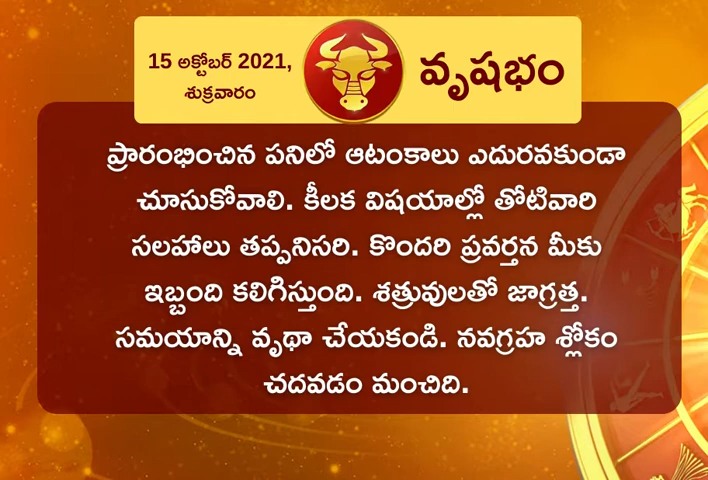 15 అక్టోబర్ 2021,
శుక్రవారం
వృషభం
ప్రారంభించిన పనిలో ఆటంకాలు ఎదురవకుండా
చూసుకోవాలి. కీలక విషయాల్లో తోటివారి
సలహాలు తప్పనిసరి. కొందరి ప్రవర్తన మీకు
ఇబ్బంది కలిగిస్తుంది. శత్రువులతో జాగ్రత్త.
సమయాన్ని వృథా చేయకండి. నవగ్రహ శ్లోకం
చదవడం మంచిది.